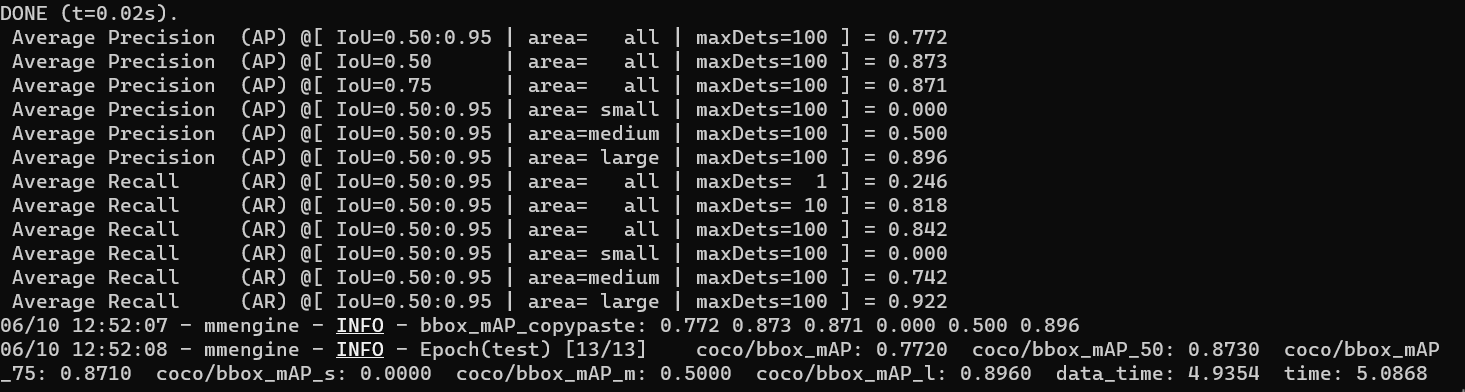 DONE (t=0.02s).
 Average Precision  (AP) @[ IoU=0.50:0.95 | area=   all | maxDets=100 ] = 0.772
 Average Precision  (AP) @[ IoU=0.50      | area=   all | maxDets=100 ] = 0.873
 Average Precision  (AP) @[ IoU=0.75      | area=   all | maxDets=100 ] = 0.871
 Average Precision  (AP) @[ IoU=0.50:0.95 | area= small | maxDets=100 ] = 0.000
 Average Precision  (AP) @[ IoU=0.50:0.95 | area=medium | maxDets=100 ] = 0.500
 Average Precision  (AP) @[ IoU=0.50:0.95 | area= large | maxDets=100 ] = 0.896
 Average Recall     (AR) @[ IoU=0.50:0.95 | area=   all | maxDets=  1 ] = 0.246
 Average Recall     (AR) @[ IoU=0.50:0.95 | area=   all | maxDets= 10 ] = 0.818
 Average Recall     (AR) @[ IoU=0.50:0.95 | area=   all | maxDets=100 ] = 0.842
 Average Recall     (AR) @[ IoU=0.50:0.95 | area= small | maxDets=100 ] = 0.000
 Average Recall     (AR) @[ IoU=0.50:0.95 | area=medium | maxDets=100 ] = 0.742
 Average Recall     (AR) @[ IoU=0.50:0.95 | area= large | maxDets=100 ] = 0.922
06/10 12:52:07 - mmengine - INFO - bbox_mAP_copypaste: 0.772 0.873 0.871 0.000 0.500 0.896
06/10 12:52:08 - mmengine - INFO - Epoch(test) [13/13]    coco/bbox_mAP: 0.7720  coco/bbox_mAP_50: 0.8730  coco/bbox_mAP
_75: 0.8710  coco/bbox_mAP_s: 0.0000  coco/bbox_mAP_m: 0.5000  coco/bbox_mAP_l: 0.8960  data_time: 4.9354  time: 5.0868